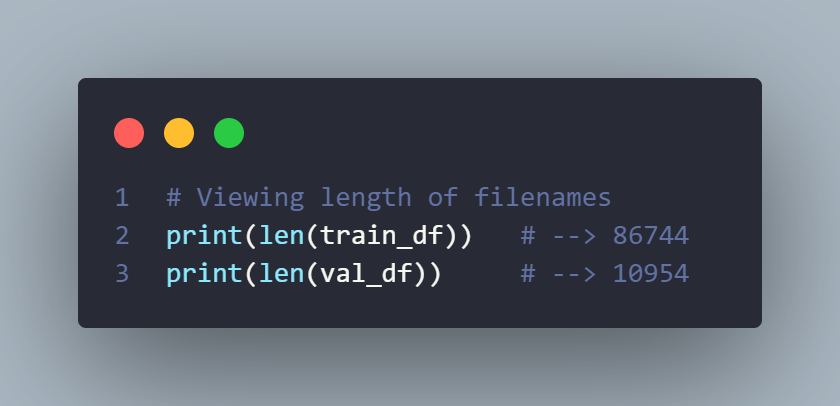 1 # Viewing length of filenames
2 print(len(train_df)) # --> 86744
3 print(len(val_df)) # --> 10954